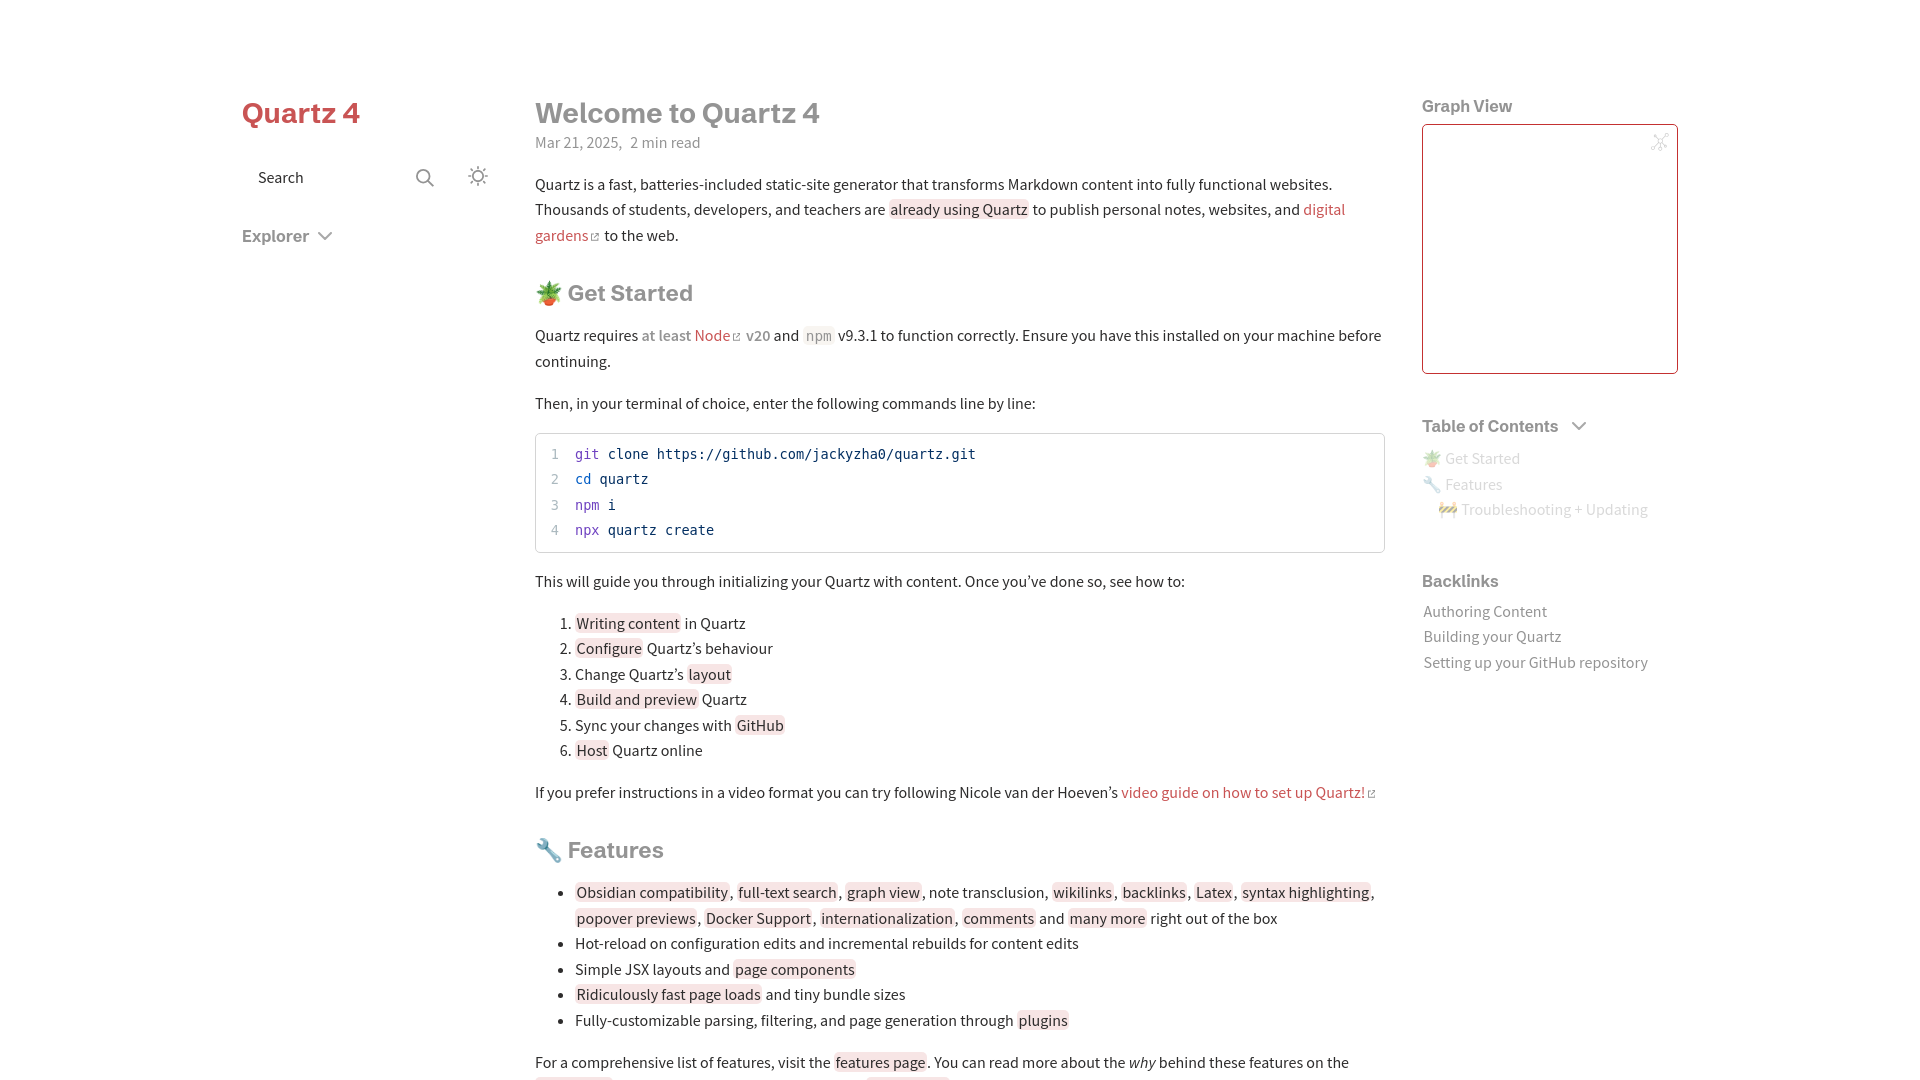 Quartz 4
Search
Explorer
Welcome to Quartz 4
Mar 21, 2025, 2 min read
Quartz is a fast, batteries-included static-site generator that transforms Markdown content into fully functional websites.
Thousands of students, developers, and teachers are already using Quartz to publish personal notes, websites, and digital
gardens to the web.
🪴 Get Started
Quartz requires at least Node v20 and npm v9.3.1 to function correctly. Ensure you have this installed on your machine before
continuing.
Then, in your terminal of choice, enter the following commands line by line:
1 git clone https://github.com/jackyzha0/quartz.git
2 cd quartz
3 npm i
4 npx quartz create
This will guide you through initializing your Quartz with content. Once you’ve done so, see how to:
1. Writing content in Quartz
2. Configure Quartz’s behaviour
3. Change Quartz’s layout
4. Build and preview Quartz
5. Sync your changes with GitHub
6. Host Quartz online
If you prefer instructions in a video format you can try following Nicole van der Hoeven’s video guide on how to set up Quartz!
🔧 Features
• Obsidian compatibility, full-text search, graph view, note transclusion, wikilinks, backlinks, Latex, syntax highlighting,
popover previews, Docker Support, internationalization, comments and many more right out of the box
• Hot-reload on configuration edits and incremental rebuilds for content edits
• Simple JSX layouts and page components
• Ridiculously fast page loads and tiny bundle sizes
• Fully-customizable parsing, filtering, and page generation through plugins
For a comprehensive list of features, visit the features page. You can read more about the why behind these features on the
Graph View
Table of Contents
🪴 Get Started
🔧 Features
🚧 Troubleshooting + Updating
Backlinks
Authoring Content
Building your Quartz
Setting up your GitHub repository